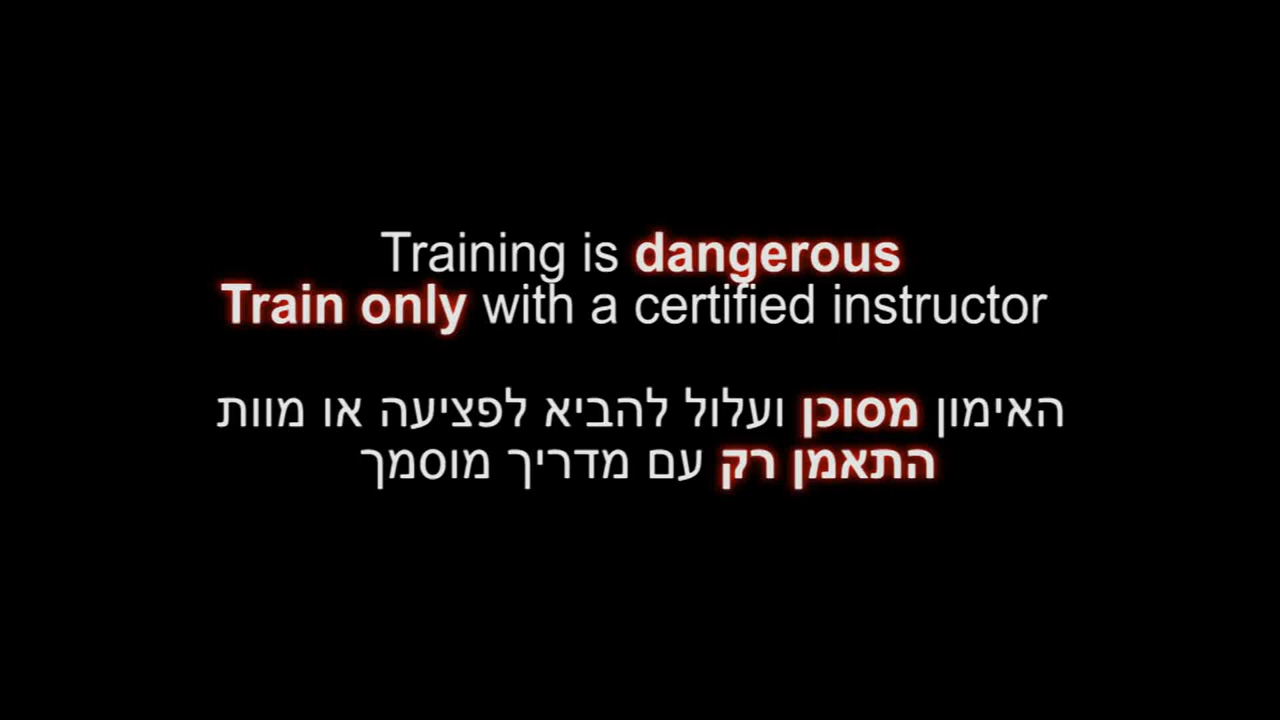 Training is dangerous
Train only with a certified instructor
האימון מסוכן ועלול להביא לפציעה או מוות
התאמן רק עם מדריך מוסמך